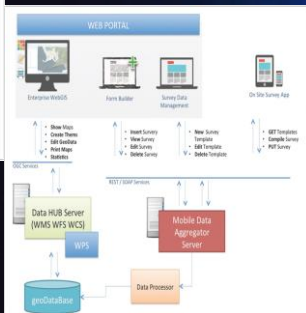 WEB PORTAL
Enterprise WebGIS
Form Builder
Survey Data
Management
On Site Survey App
• Show Maps
• Create Theme
• Edit GeoData
• Print Maps
• Statistics
• Insert Survery
• View Survey
• Edit Survey
• Delete Survey
• New Survey
Template
• Edit Template
• Delete Template
• GET Templates
• Compile Survey
• PUT Survey
OGC Services
REST / SOAP Services
Data HUB Server
(WMS WFS WCS)
WPS
Mobile Data
Aggregator
Server
Data Processor
geoDataBase